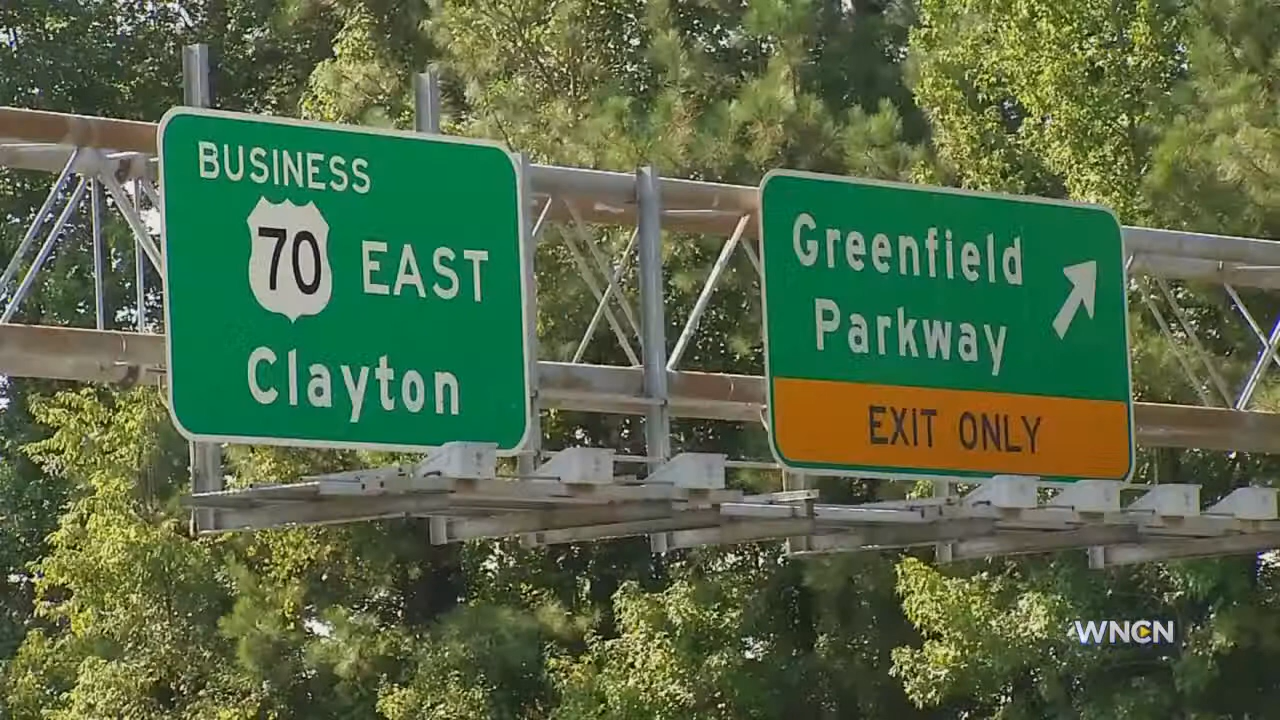 BUSINESS
70 EAST
Clayton
Greenfield
Parkway
EXIT ONLY
WNCN